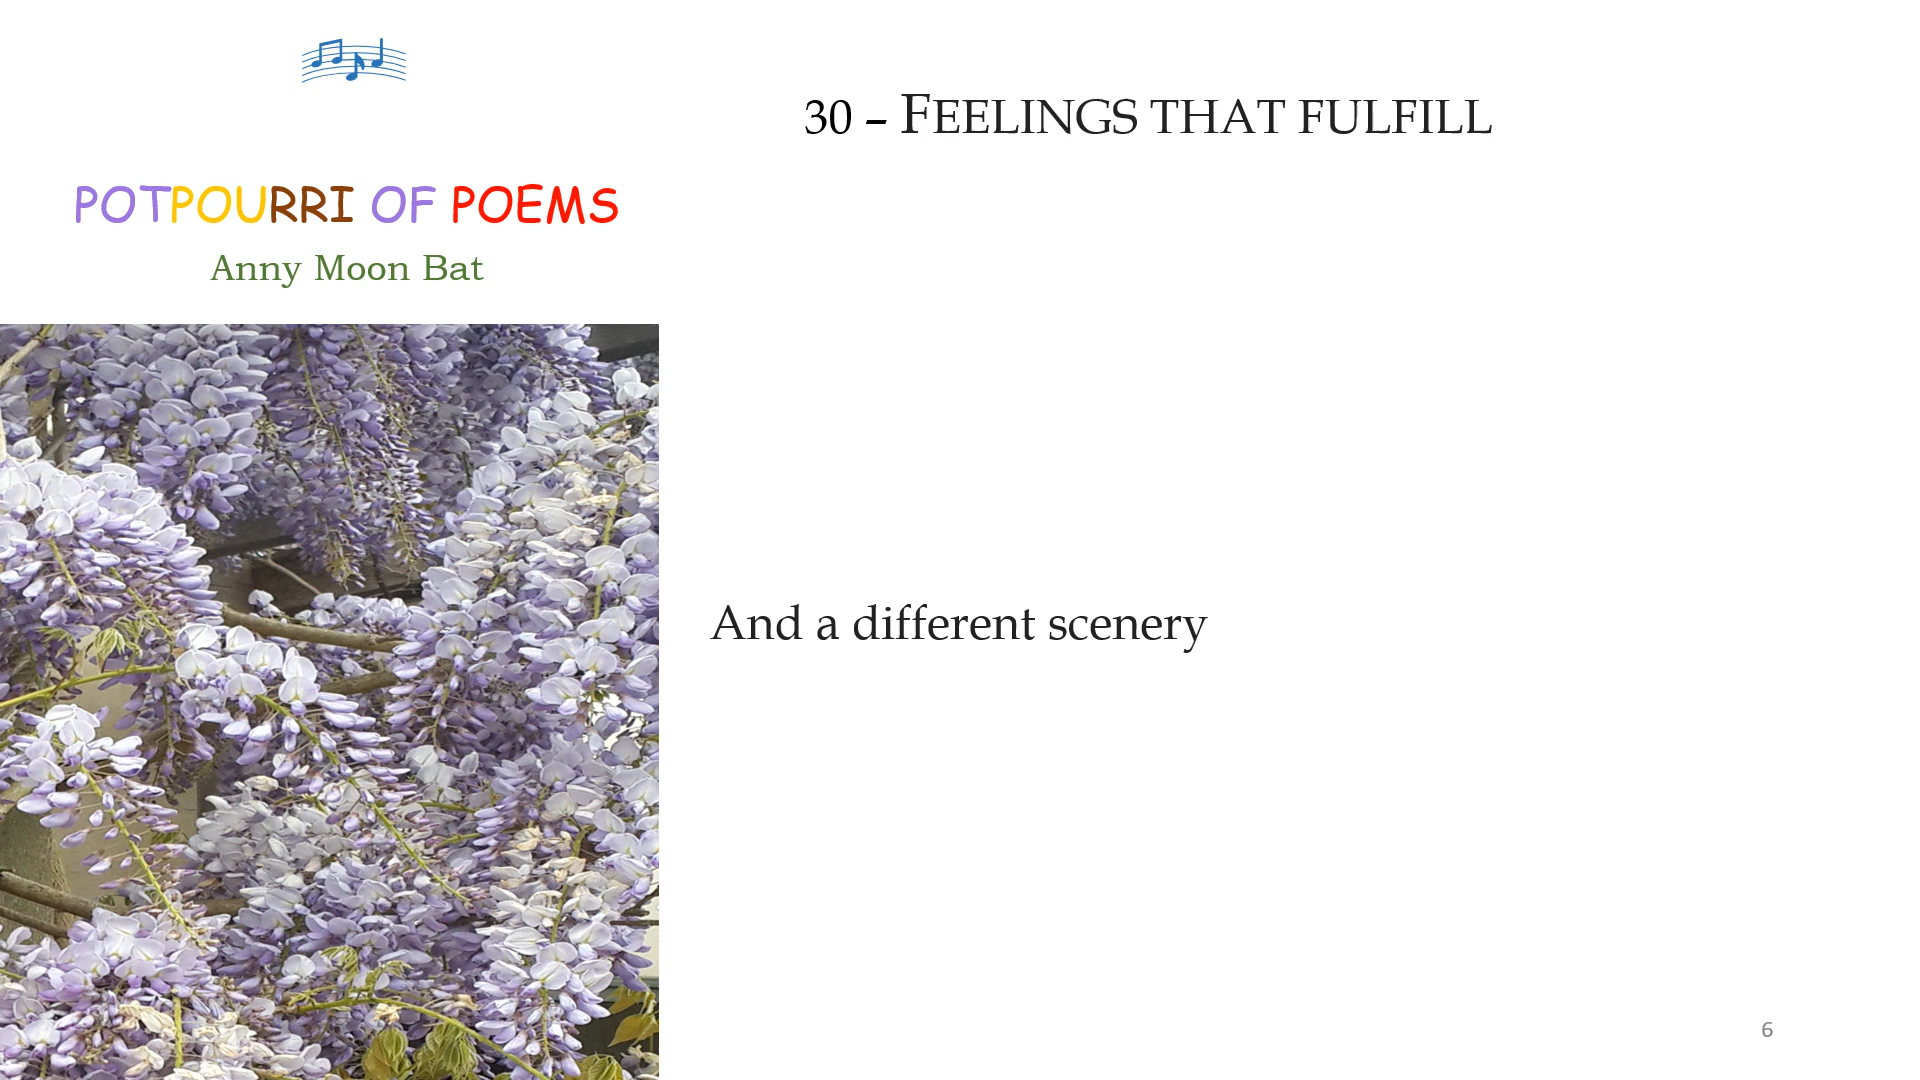 30 – FEELINGS THAT FULFILL
POTPOURRI OF POEMS
Anny Moon Bat
And a different scenery
6